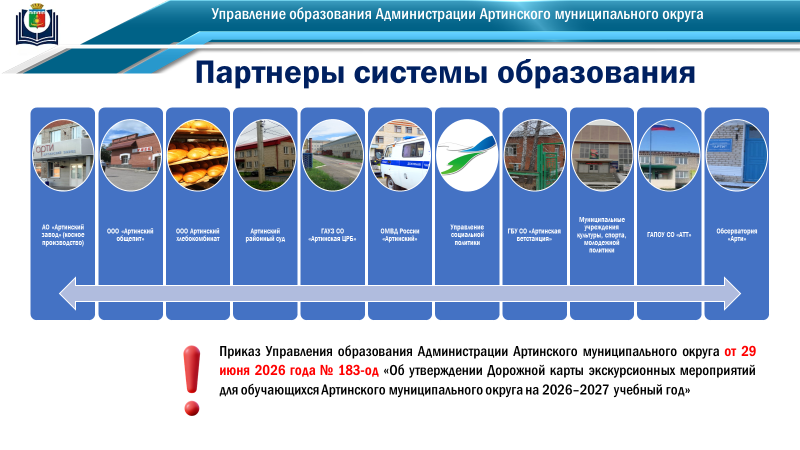 Управление образования Администрации Артинского муниципального округа
Партнеры системы образования
АРТИ
АО «Артинский
завод» (косное
производство)
ООО «Артинский
общепит»
ООО Артинский
хлебокомбинат
Артинский
районный суд
ГАУЗ СО
«Артинская ЦРБ»
ОМВД России
«Артинский»
Управление
социальной
политики
ГБУ СО «Артинская
ветстанция»
Муниципальные
учреждения
культуры, спорта,
молодежной
политики
ГАПОУ СО «АТТ»
Обсерватория
«Арти»
Приказ Управления образования Администрации Артинского муниципального округа от 29
июня 2026 года № 183-од «Об утверждении Дорожной карты экскурсионных мероприятий
для обучающихся Артинского муниципального округа на 2026–2027 учебный год»